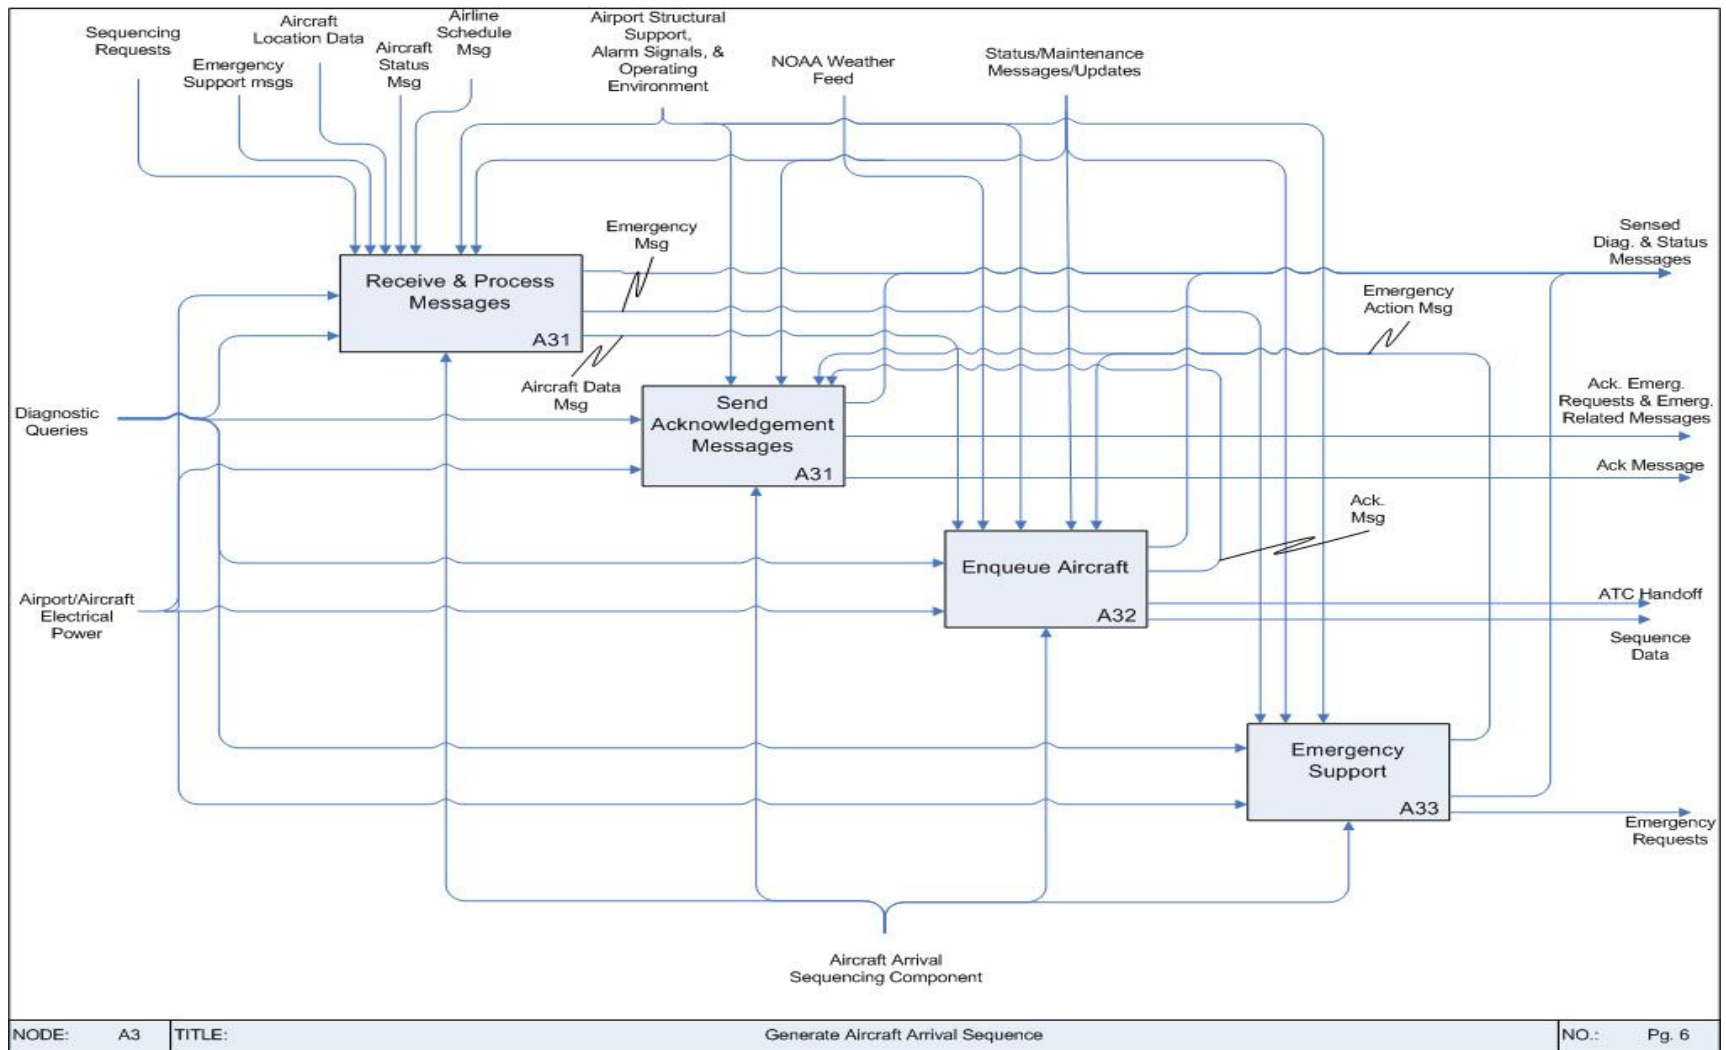 Sequencing
Requests
Emergency
Support msgs
Aircraft
Location Data
Aircraft
Status
Msg
Airline
Schedule
Msg
Airport Structural
Support,
Alarm Signals, &
Operating
Environment
NOAA Weather
Feed
Status/Maintenance
Messages/Updates
Emergency
Msg
Sensed
Diag. & Status
Messages
Receive & Process
Messages
A31
Emergency
Action Msg
Aircraft Data
Msg
Diagnostic
Queries
Send
Acknowledgement
Messages
A31
Ack. Emerg.
Requests & Emerg.
Related Messages
Ack Message
Ack.
Msg
Enqueue Aircraft
A32
Airport/Aircraft
Electrical
Power
ATC Handoff
Sequence
Data
Emergency
Support
A33
Emergency
Requests
Aircraft Arrival
Sequencing Component
NODE: A3 TITLE: Generate Aircraft Arrival Sequence NO.: Pg. 6